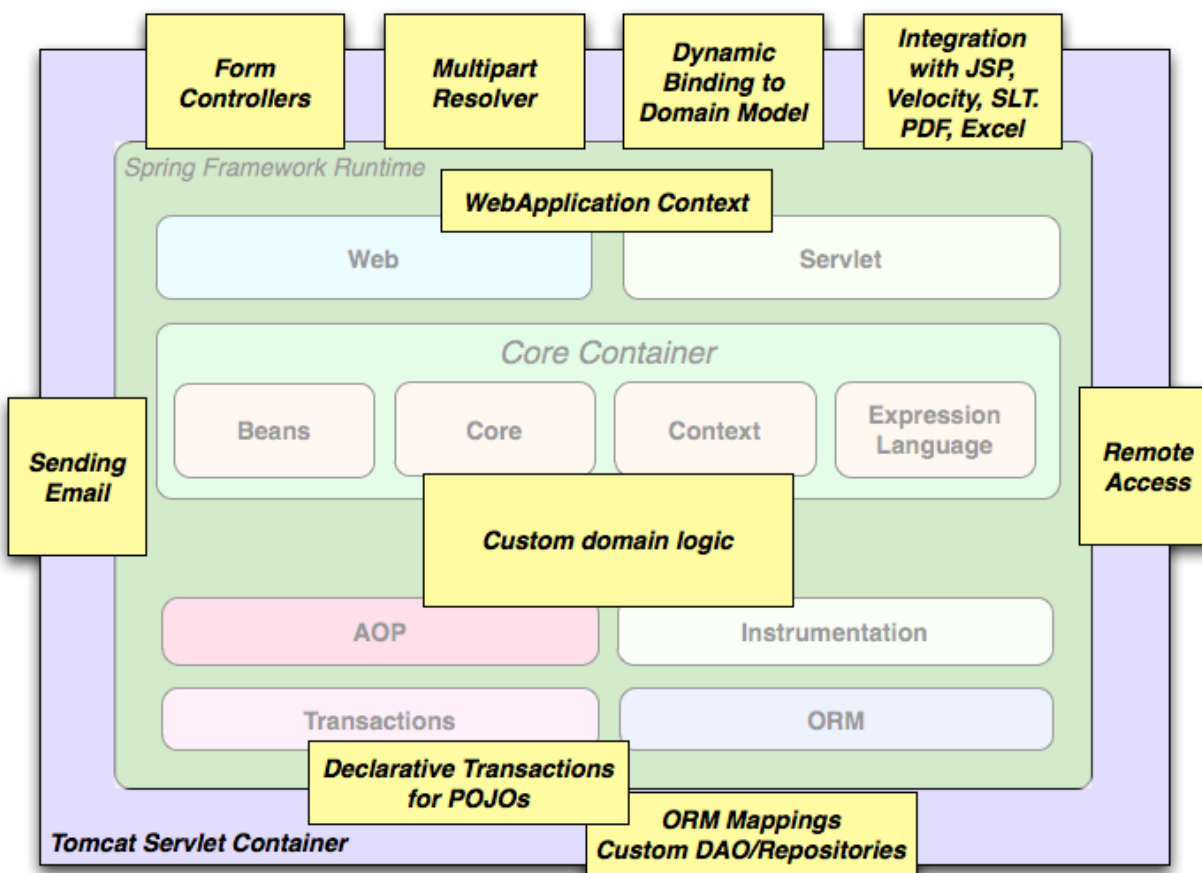 Form
Controllers
Multipart
Resolver
Dynamic
Binding to
Domain Model
Integration
with JSP,
Velocity, SLT.
PDF, Excel
Spring Framework Runtime
WebApplication Context
Web
Servlet
Core Container
Beans
Core
Context
Expression
Language
Sending
Email
Remote
Access
Custom domain logic
AOP
Instrumentation
Transactions
ORM
Declarative Transactions
for POJOs
ORM Mappings
Custom DAO/Repositories
Tomcat Servlet Container